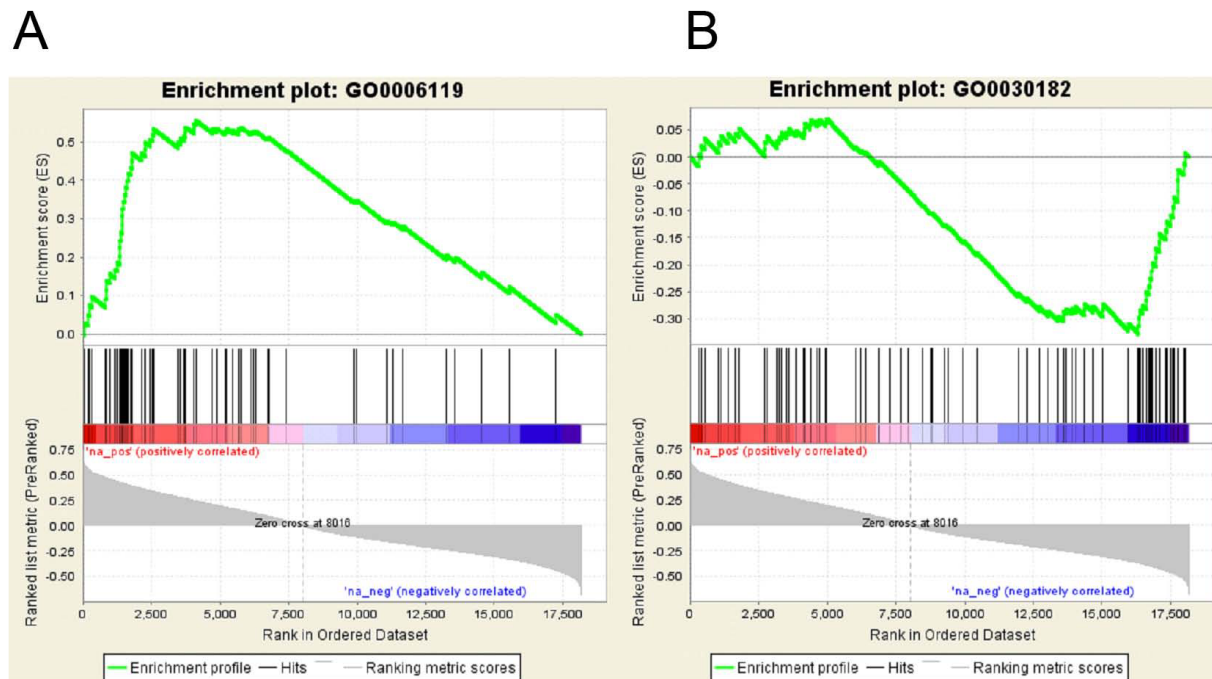 A
B
Enrichment plot: GO0006119
Enrichment score (ES)
0.5
0.4
0.3
0.2
0.1
0.0
Ranked list metric (PreRanked)
0.75
0.50
0.25
0.00
-0.25
-0.50
'na_pos' (positively correlated)
Zero cross at 8016
'na_neg' (negatively correlated)
0 2,500 5,000 7,500 10,000 12,500 15,000 17,500
Rank in Ordered Dataset
Enrichment profile Hits Ranking metric scores
Enrichment plot: GO0030182
Enrichment score (ES)
0.05
0.00
-0.05
-0.10
-0.15
-0.20
-0.25
-0.30
Ranked list metric (PreRanked)
0.75
0.50
0.25
0.00
-0.25
-0.50
'na_pos' (positively correlated)
Zero cross at 8016
'na_neg' (negatively correlated)
0 2,500 5,000 7,500 10,000 12,500 15,000 17,500
Rank in Ordered Dataset
Enrichment profile Hits Ranking metric scores